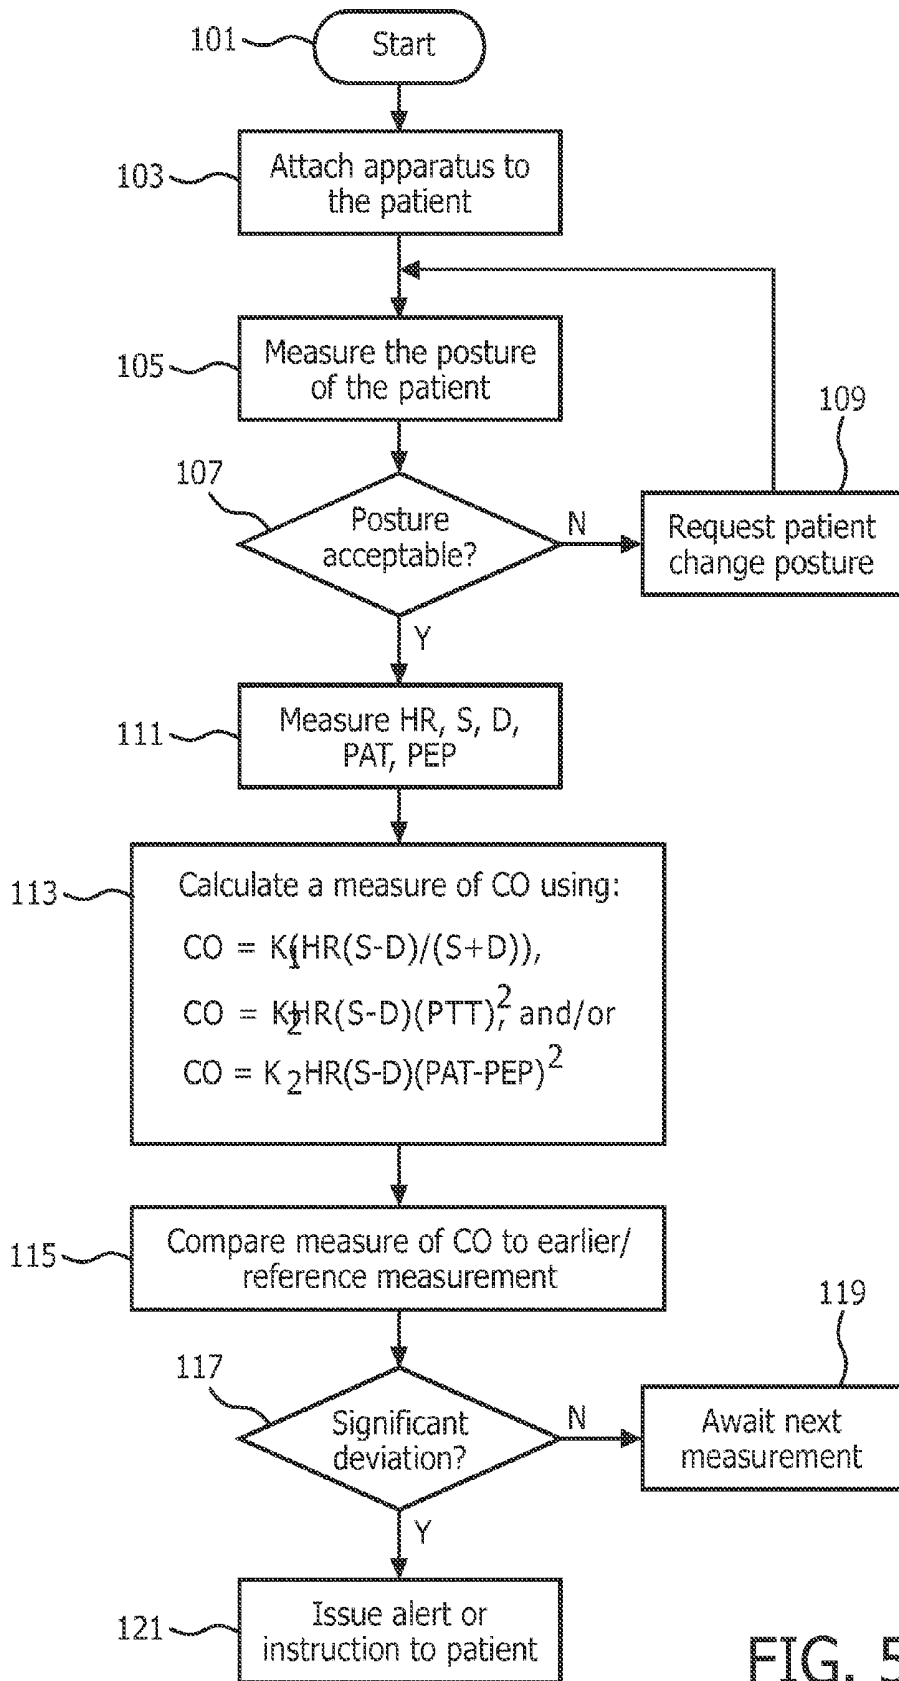 101
Start
103
Attach apparatus to
the patient
105
Measure the posture
of the patient
109
107
Posture
acceptable?
N
Request patient
change posture
Y
111
Measure HR, S, D,
PAT, PEP
113
Calculate a measure of CO using:
CO = K₁(HR(S-D)/(S+D)),
CO = K₂HR(S-D)(PTT)², and/or
CO = K₂HR(S-D)(PAT-PEP)²
115
Compare measure of CO to earlier/
reference measurement
119
117
Significant
deviation?
N
Await next
measurement
Y
121
Issue alert or
instruction to patient
FIG. 5